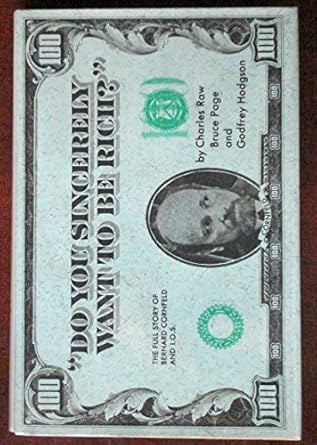 100
100
"DO YOU SINCERELY
WANT TO BE RICH?"
THE FULL STORY OF
BERNARD CORNFELD
AND I.O.S.
by Charles Raw
Bruce Page
and
Godfrey Hodgson
100
100